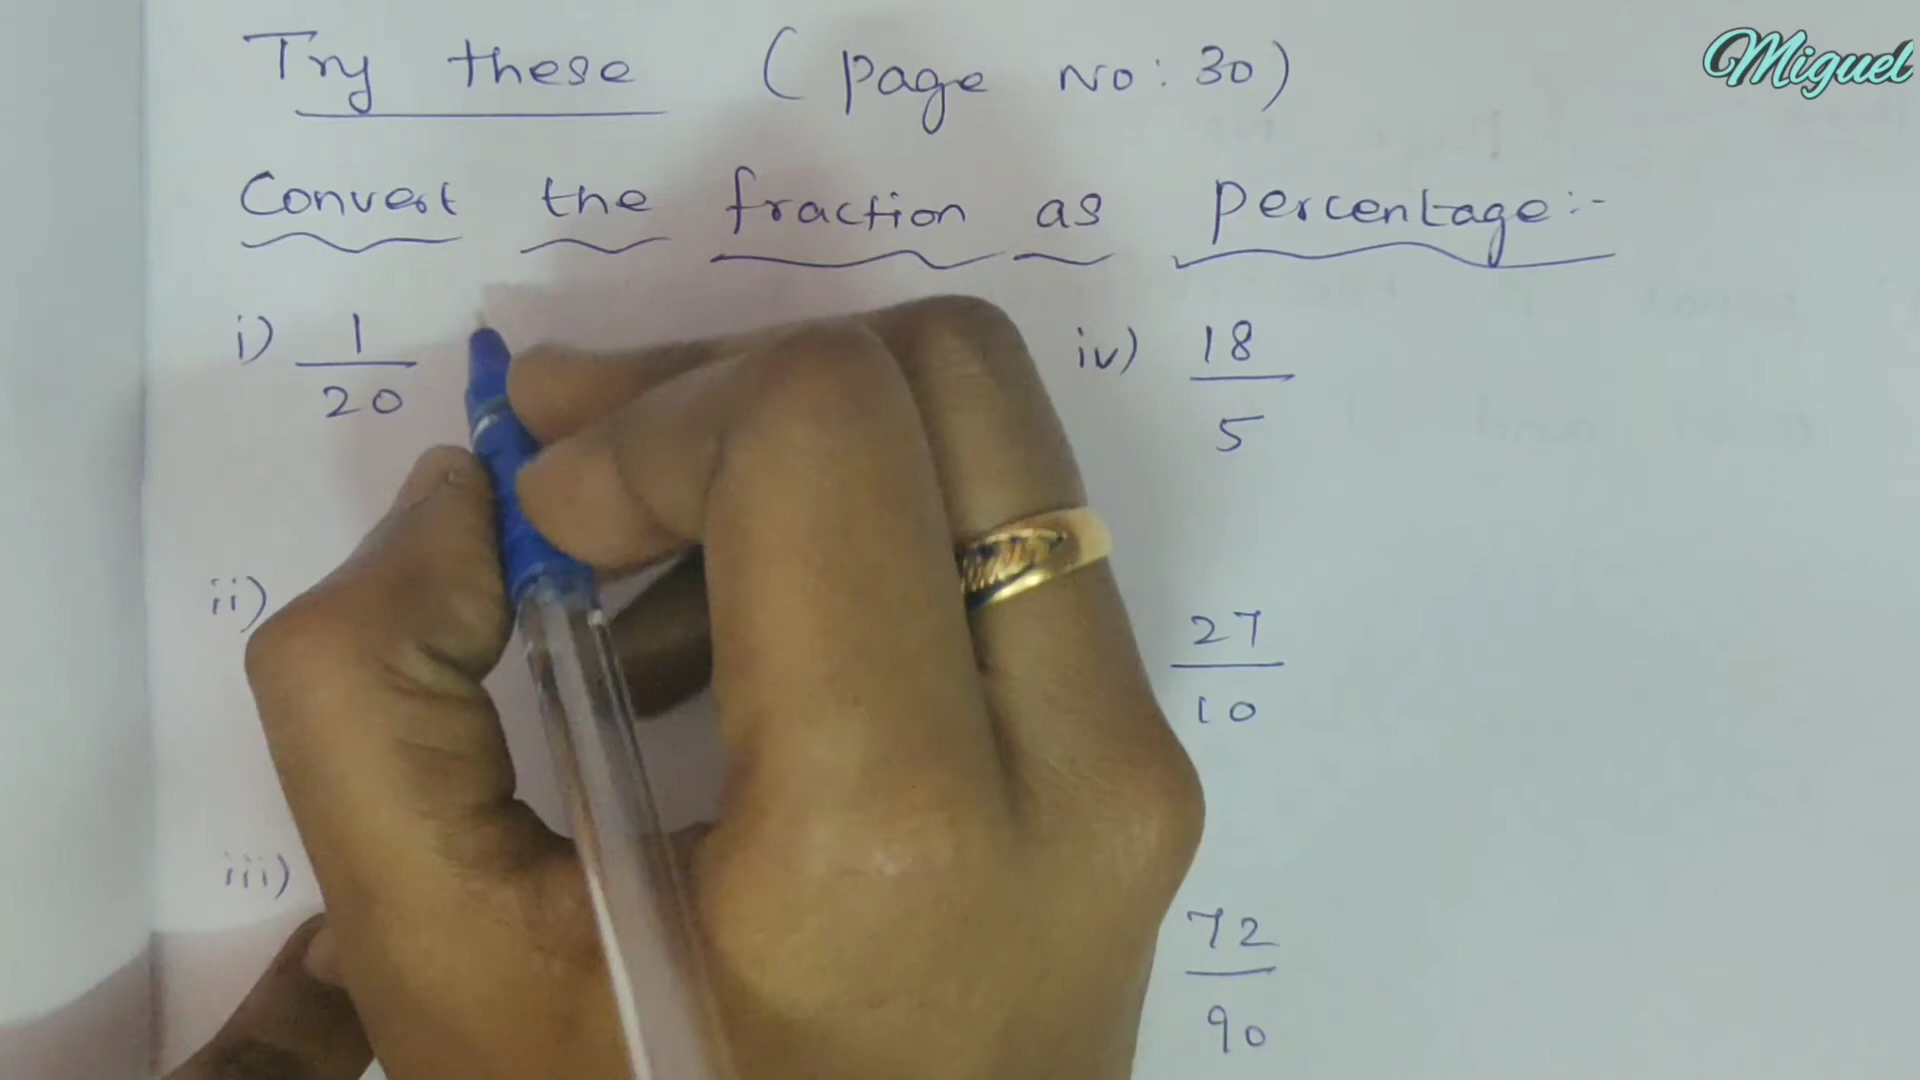 Try these (Page No: 30)
Miguel
Convert the fraction as Percentage:-
i) 1/20
iv) 18/5
ii)
27/10
iii)
72/90